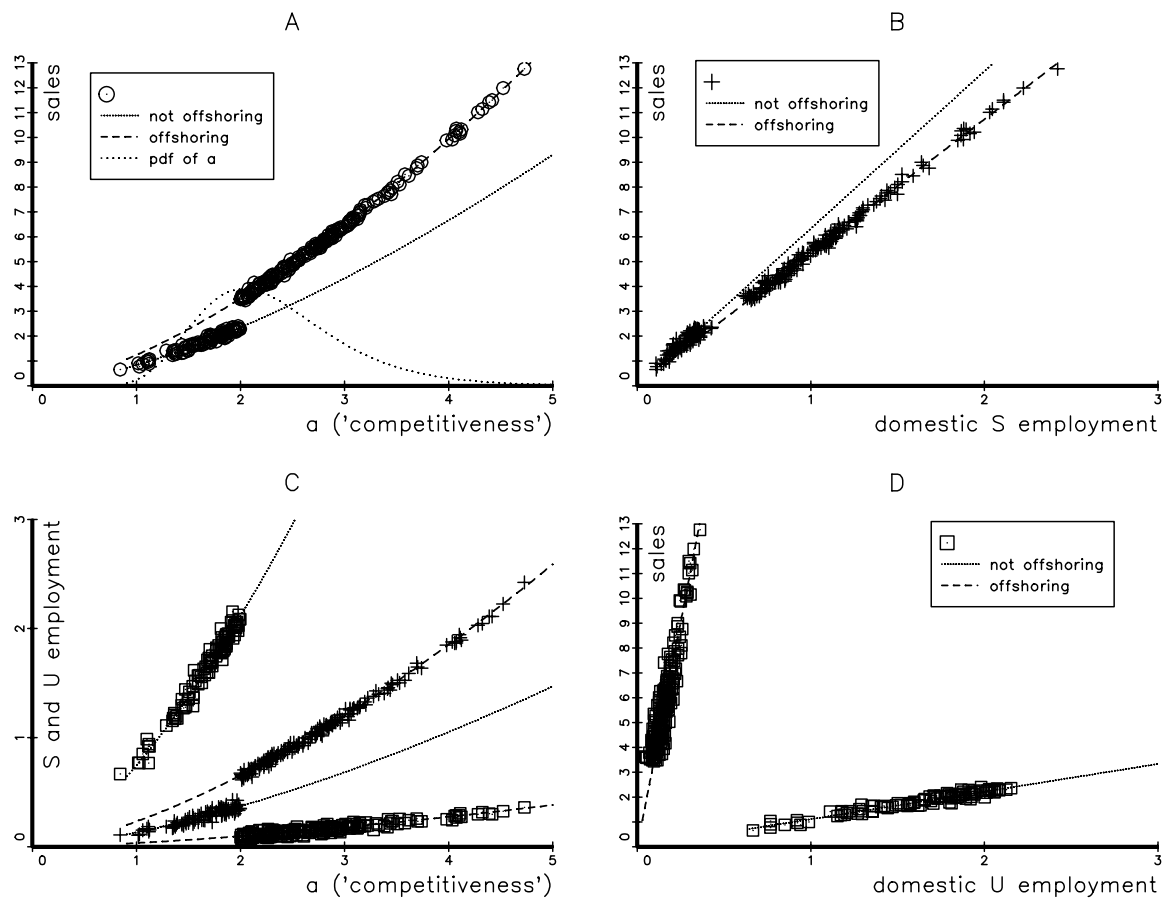 A
sales
0 1 2 3 4 5 6 7 8 9 10 11 12 13
not offshoring
offshoring
pdf of a
0 1 2 3 4 5
a ('competitiveness')
B
sales
0 1 2 3 4 5 6 7 8 9 10 11 12 13
not offshoring
offshoring
0 1 2 3
domestic S employment
C
S and U employment
0 1 2 3
0 1 2 3 4 5
a ('competitiveness')
D
sales
0 1 2 3 4 5 6 7 8 9 10 11 12 13
not offshoring
offshoring
0 1 2 3
domestic U employment